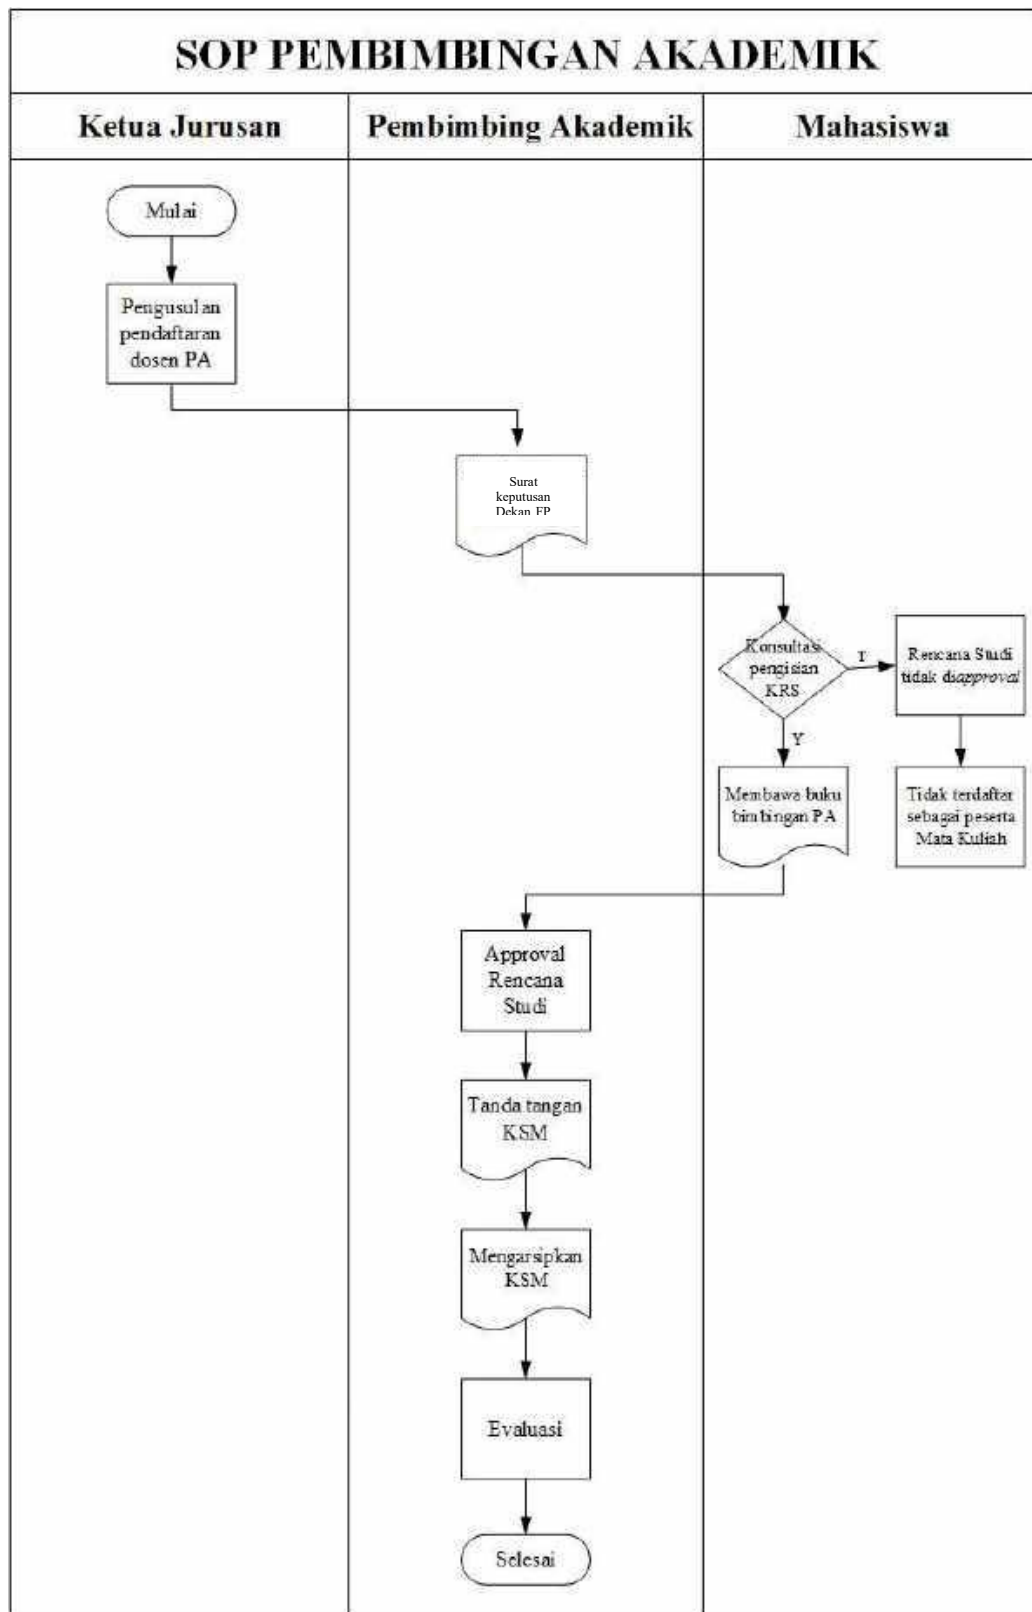 SOP PEMBIMBINGAN AKADEMIK
Ketua Jurusan
Pembimbing Akademik
Mahasiswa
Mulai
Pengusulan
pendaftaran
dosen PA
Surat
keputusan
Dekan FP
Konsultasi
pengisian
KRS
T
Rencana Studi
tidak disapproval
Y
Membawa buku
bimbingan PA
Tidak terdaftar
sebagai peserta
Mata Kuliah
Approval
Rencana
Studi
Tanda tangan
KSM
Mengarsipkan
KSM
Evaluasi
Selesai